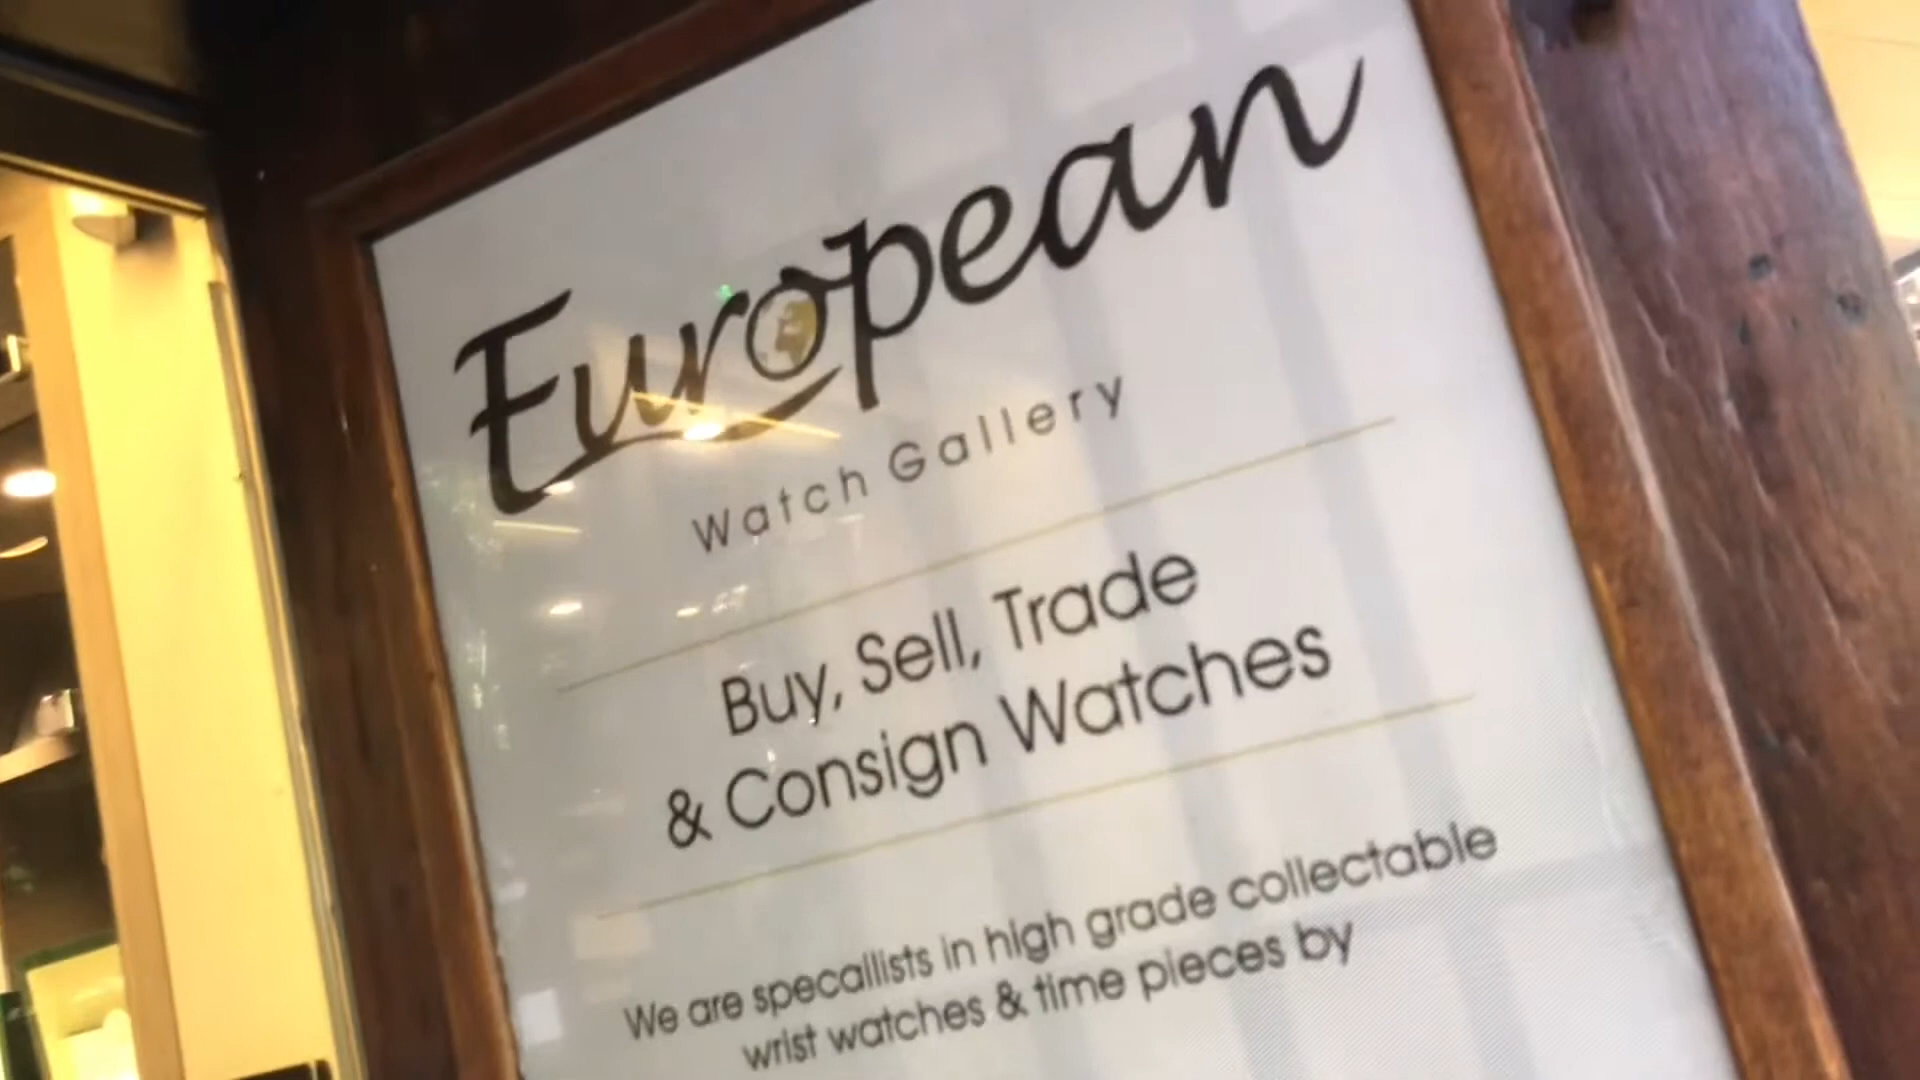 European
Watch Gallery
Buy, Sell, Trade
& Consign Watches
We are specallists in high grade collectable
wrist watches & time pieces by